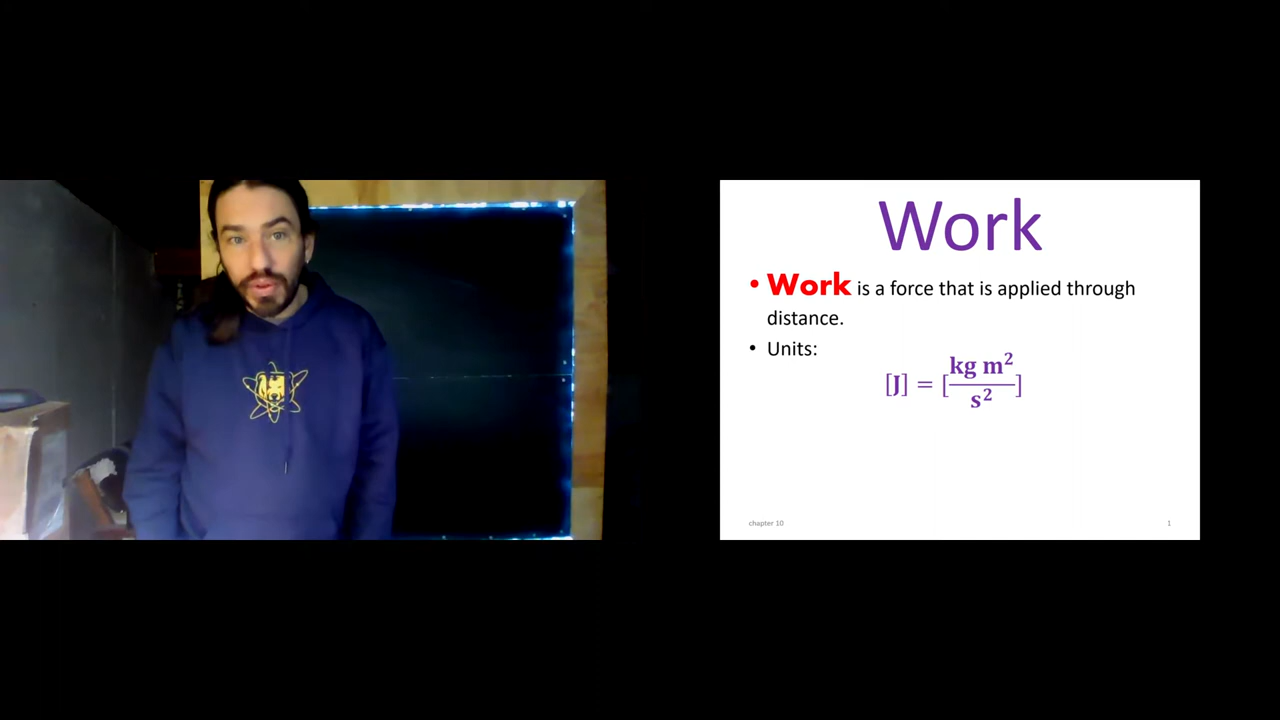 Work
• Work is a force that is applied through
distance.
• Units:
[J] = [kg m²/s²]
chapter 10
1